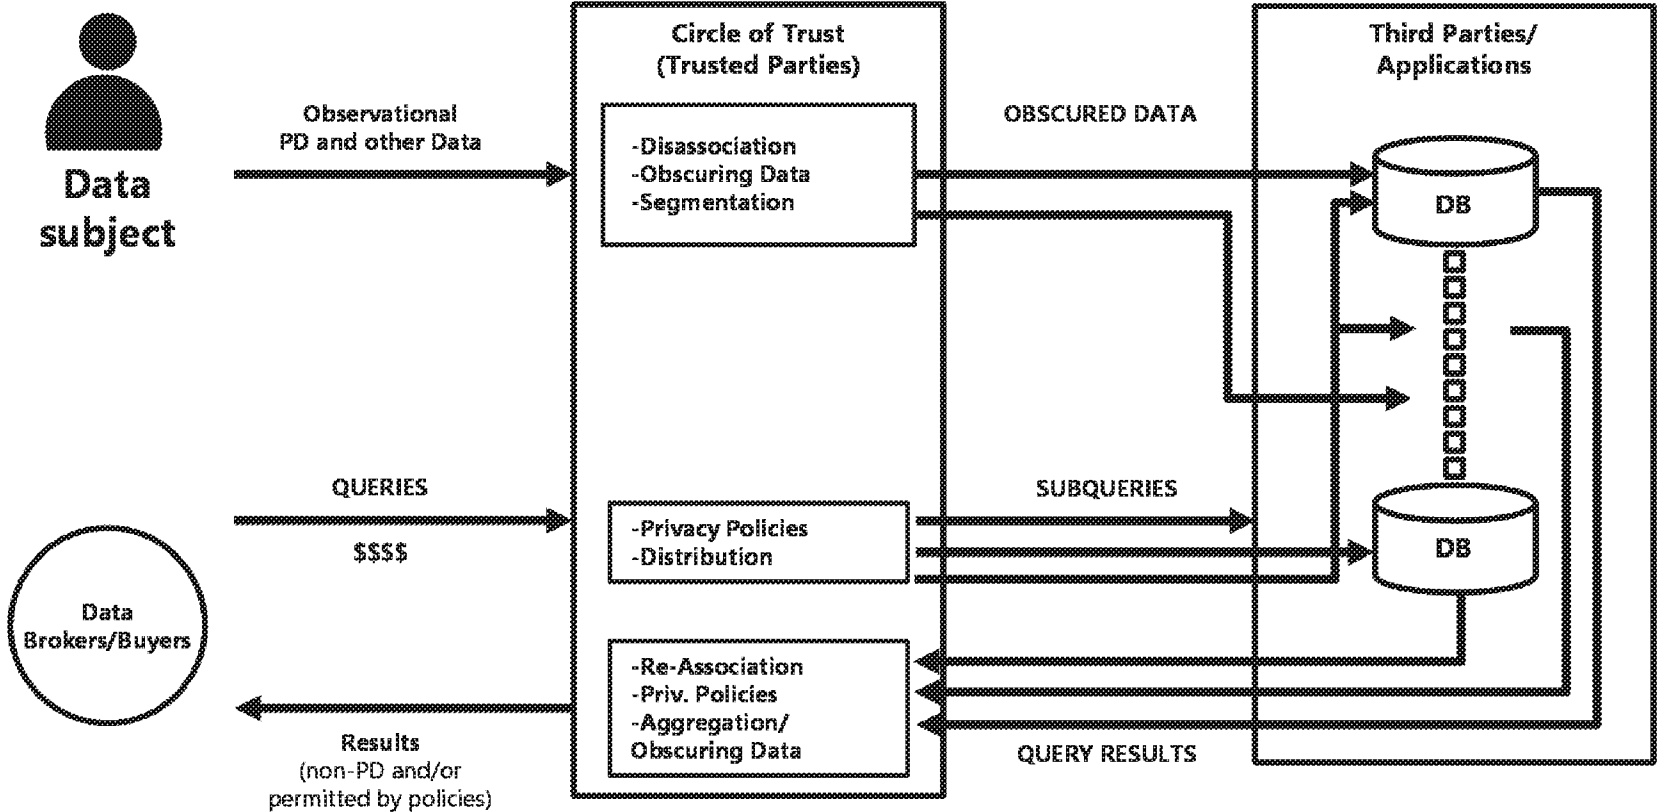 Data
subject
Observational
PD and other Data
Circle of Trust
(Trusted Parties)
-Disassociation
-Obscuring Data
-Segmentation
OBSCURED DATA
Third Parties/
Applications
DB
QUERIES
$$$$
-Privacy Policies
-Distribution
SUBQUERIES
DB
Data
Brokers/Buyers
Results
(non-PD and/or
permitted by policies)
-Re-Association
-Priv. Policies
-Aggregation/
Obscuring Data
QUERY RESULTS